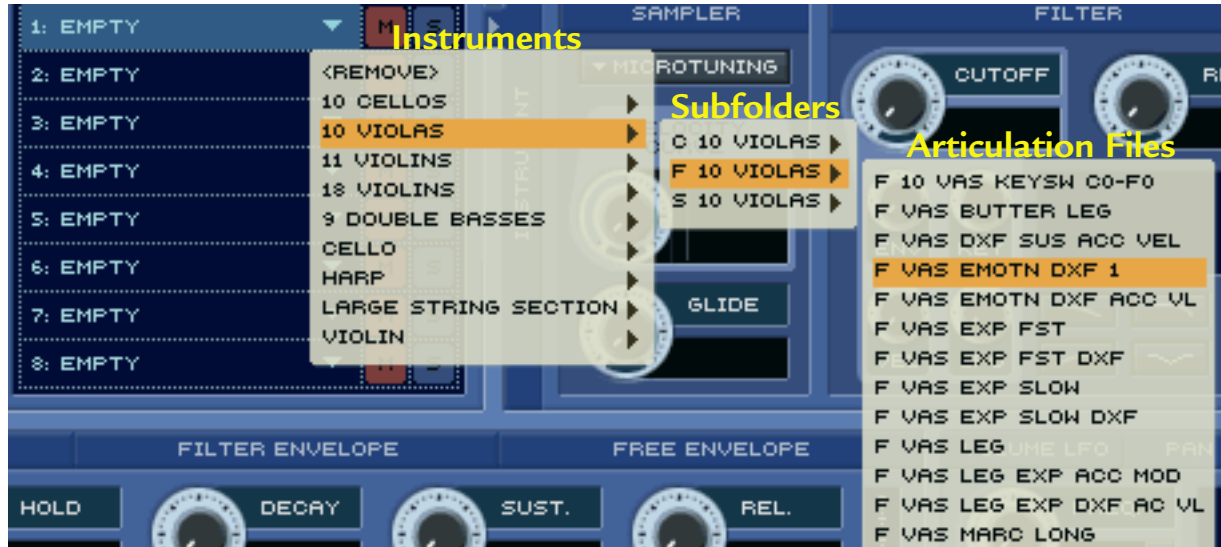 SAMPLER
FILTER
1: EMPTY
M
S
Instruments
2: EMPTY
<REMOVE>
MICROTUNING
CUTOFF
10 CELLOS
Subfolders
3: EMPTY
10 VIOLAS
C 10 VIOLAS
Articulation Files
4: EMPTY
11 VIOLINS
F 10 VIOLAS
F 10 VAS KEYSW C0-F0
18 VIOLINS
S 10 VIOLAS
F VAS BUTTER LEG
5: EMPTY
9 DOUBLE BASSES
F VAS DXF SUS ACC VEL
6: EMPTY
CELLO
F VAS EMOTN DXF 1
HARP
F VAS EMOTN DXF ACC VL
7: EMPTY
LARGE STRING SECTION
GLIDE
F VAS EXP FST
VIOLIN
F VAS EXP FST DXF
8: EMPTY
F VAS EXP SLOW
F VAS EXP SLOW DXF
FILTER ENVELOPE
FREE ENVELOPE
F VAS LEG
PAN
F VAS LEG EXP ACC MOD
HOLD
DECAY
SUST.
REL.
F VAS LEG EXP DXF AC VL
F VAS MARC LONG